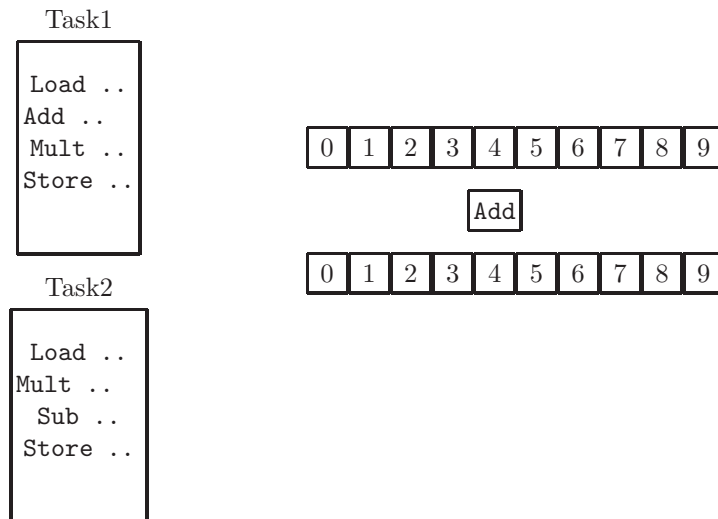 Task1
Load ..
Add ..
Mult ..
Store ..
Task2
Load ..
Mult ..
Sub ..
Store ..
0 1 2 3 4 5 6 7 8 9
Add
0 1 2 3 4 5 6 7 8 9